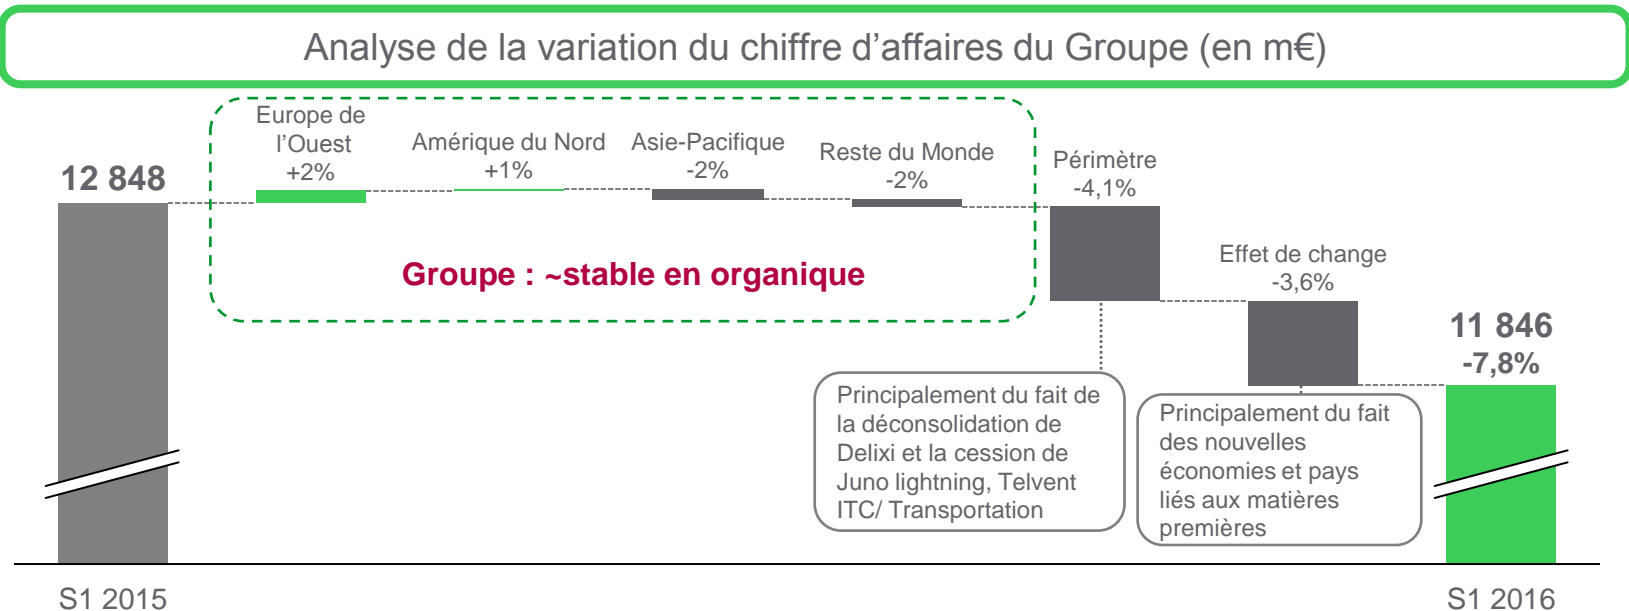 Analyse de la variation du chiffre d’affaires du Groupe (en m€)
12 848
Europe de
l’Ouest
+2%
Amérique du Nord
+1%
Asie-Pacifique
-2%
Reste du Monde
-2%
Périmètre
-4,1%
Effet de change
-3,6%
11 846
-7,8%
Groupe : ~stable en organique
Principalement du fait de
la déconsolidation de
Delixi et la cession de
Juno lightning, Telvent
ITC/ Transportation
Principalement du fait
des nouvelles
économies et pays
liés aux matières
premières
S1 2015
S1 2016